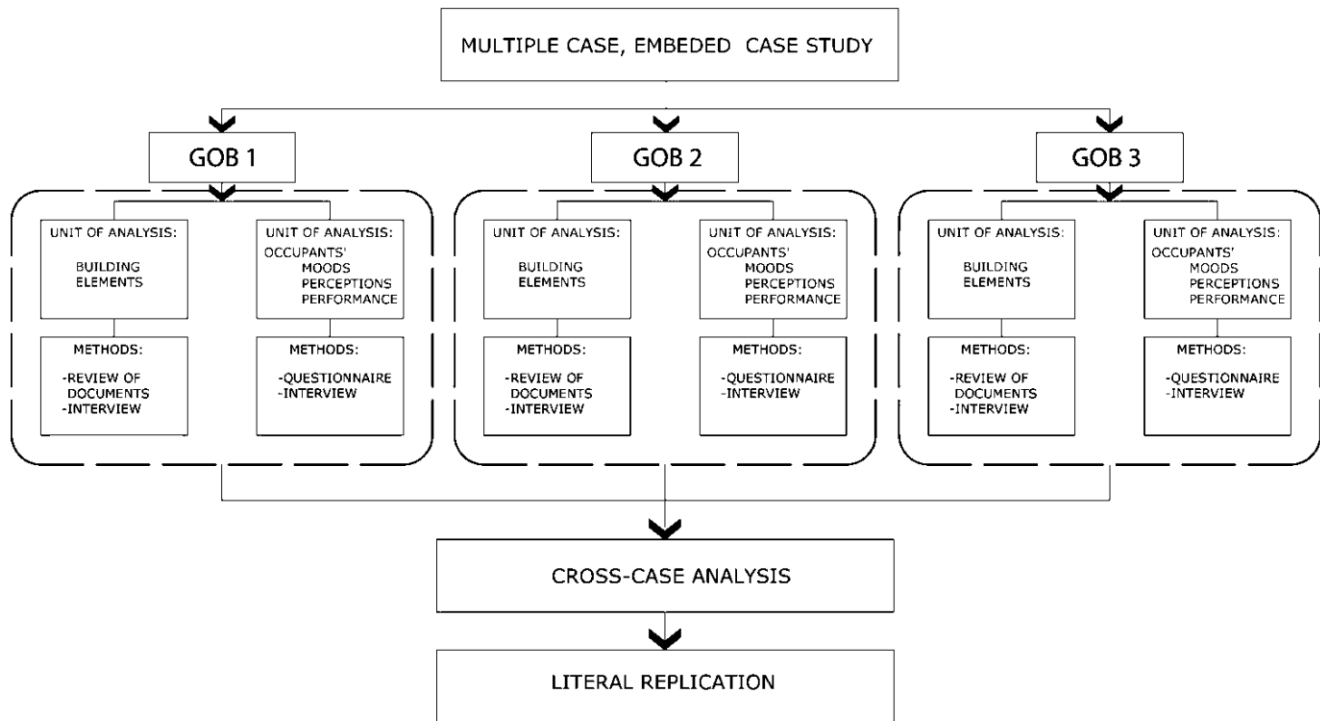 MULTIPLE CASE, EMBEDED CASE STUDY
GOB 1
GOB 2
GOB 3
UNIT OF ANALYSIS:
BUILDING
ELEMENTS
UNIT OF ANALYSIS:
OCCUPANTS'
MOODS
PERCEPTIONS
PERFORMANCE
UNIT OF ANALYSIS:
BUILDING
ELEMENTS
UNIT OF ANALYSIS:
OCCUPANTS'
MOODS
PERCEPTIONS
PERFORMANCE
UNIT OF ANALYSIS:
BUILDING
ELEMENTS
UNIT OF ANALYSIS:
OCCUPANTS'
MOODS
PERCEPTIONS
PERFORMANCE
METHODS:
-REVIEW OF
DOCUMENTS
-INTERVIEW
METHODS:
-QUESTIONNAIRE
-INTERVIEW
METHODS:
-REVIEW OF
DOCUMENTS
-INTERVIEW
METHODS:
-QUESTIONNAIRE
-INTERVIEW
METHODS:
-REVIEW OF
DOCUMENTS
-INTERVIEW
METHODS:
-QUESTIONNAIRE
-INTERVIEW
CROSS-CASE ANALYSIS
LITERAL REPLICATION